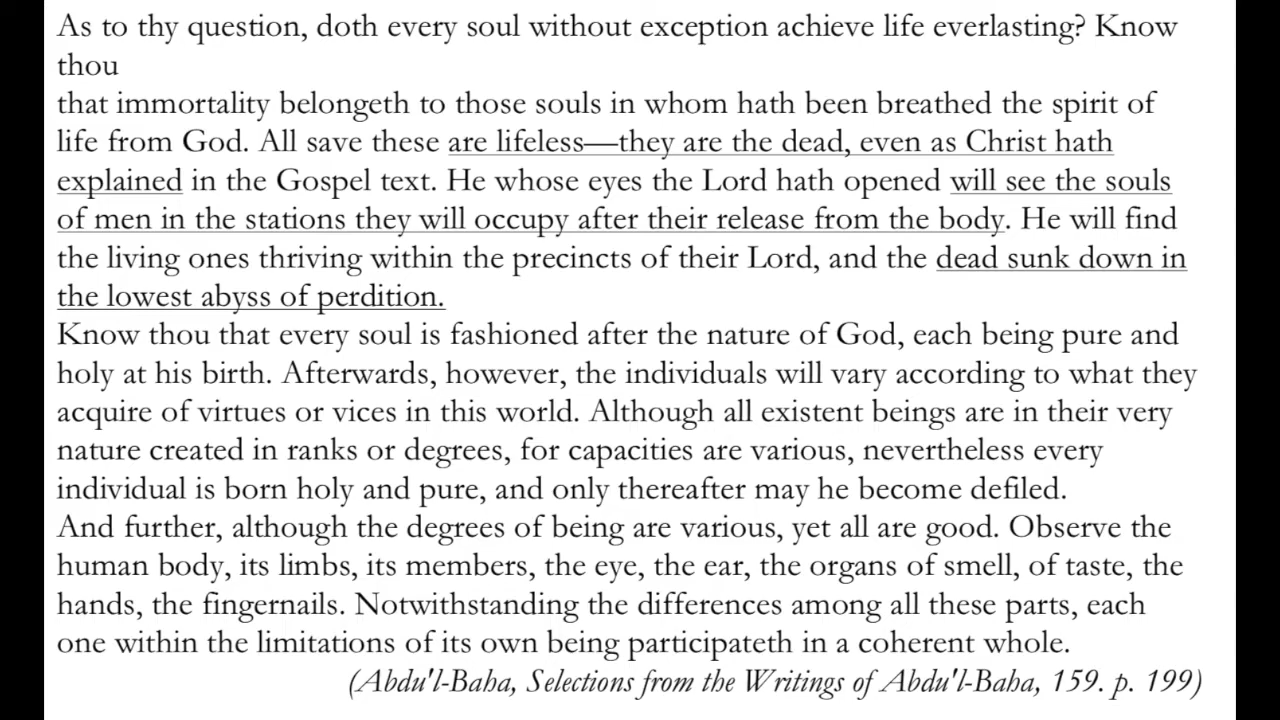 As to thy question, doth every soul without exception achieve life everlasting? Know
thou
that immortality belongeth to those souls in whom hath been breathed the spirit of
life from God. All save these are lifeless—they are the dead, even as Christ hath
explained in the Gospel text. He whose eyes the Lord hath opened will see the souls
of men in the stations they will occupy after their release from the body. He will find
the living ones thriving within the precincts of their Lord, and the dead sunk down in
the lowest abyss of perdition.
Know thou that every soul is fashioned after the nature of God, each being pure and
holy at his birth. Afterwards, however, the individuals will vary according to what they
acquire of virtues or vices in this world. Although all existent beings are in their very
nature created in ranks or degrees, for capacities are various, nevertheless every
individual is born holy and pure, and only thereafter may he become defiled.
And further, although the degrees of being are various, yet all are good. Observe the
human body, its limbs, its members, the eye, the ear, the organs of smell, of taste, the
hands, the fingernails. Notwithstanding the differences among all these parts, each
one within the limitations of its own being participateth in a coherent whole.
(Abdu'l-Baha, Selections from the Writings of Abdu'l-Baha, 159. p. 199)